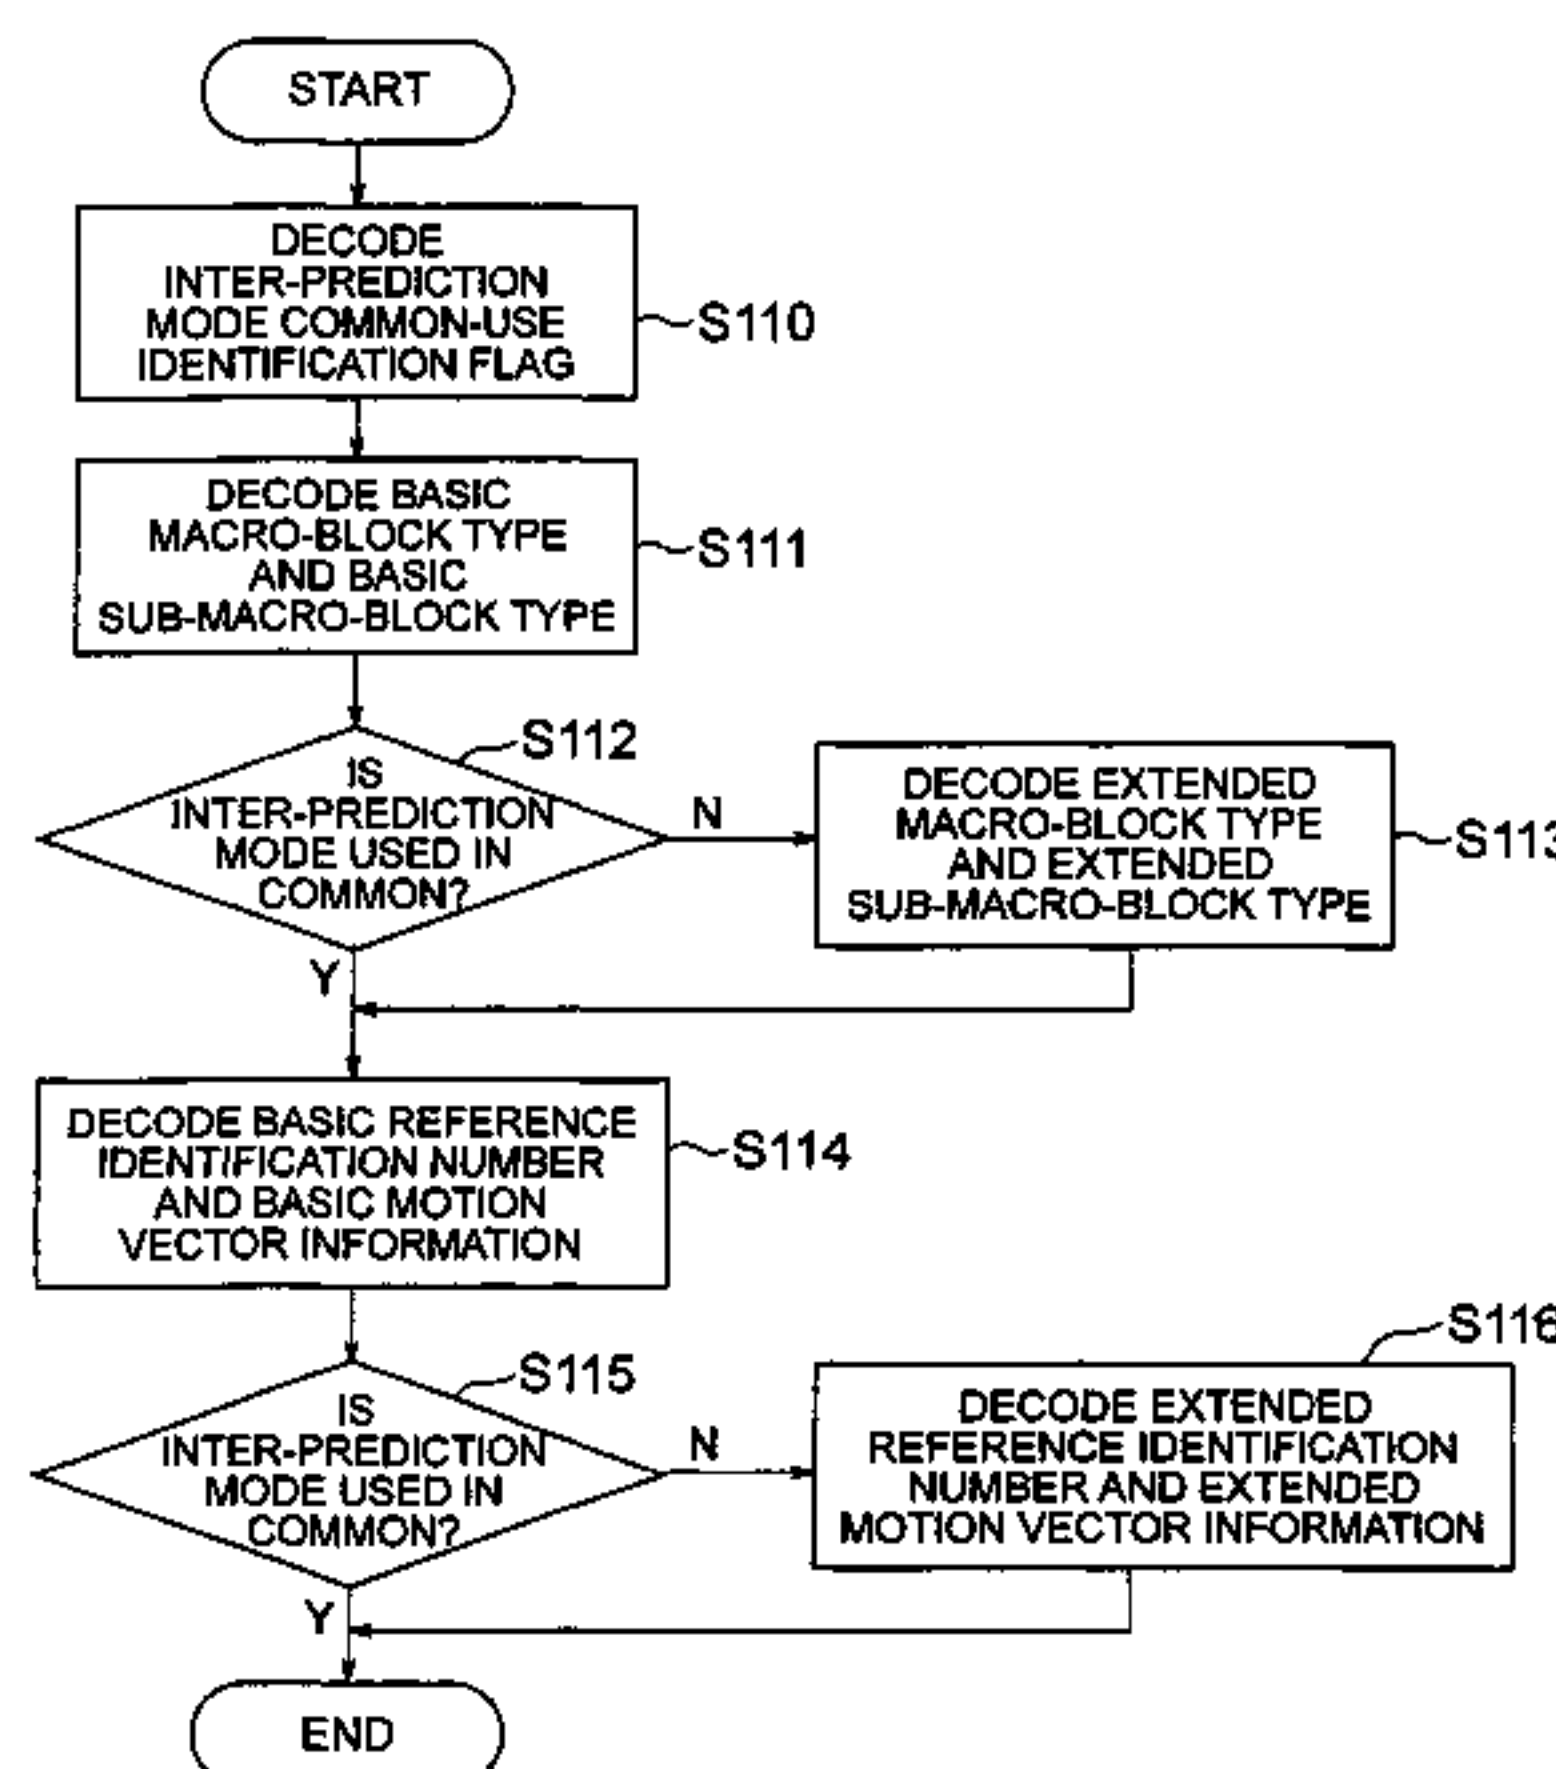 START
DECODE
INTER-PREDICTION
MODE COMMON-USE
IDENTIFICATION FLAG
S110
DECODE BASIC
MACRO-BLOCK TYPE
AND BASIC
SUB-MACRO-BLOCK TYPE
S111
S112
IS
INTER-PREDICTION
MODE USED IN
COMMON?
N
DECODE EXTENDED
MACRO-BLOCK TYPE
AND EXTENDED
SUB-MACRO-BLOCK TYPE
S113
Y
DECODE BASIC REFERENCE
IDENTIFICATION NUMBER
AND BASIC MOTION
VECTOR INFORMATION
S114
S115
IS
INTER-PREDICTION
MODE USED IN
COMMON?
N
S116
DECODE EXTENDED
REFERENCE IDENTIFICATION
NUMBER AND EXTENDED
MOTION VECTOR INFORMATION
Y
END